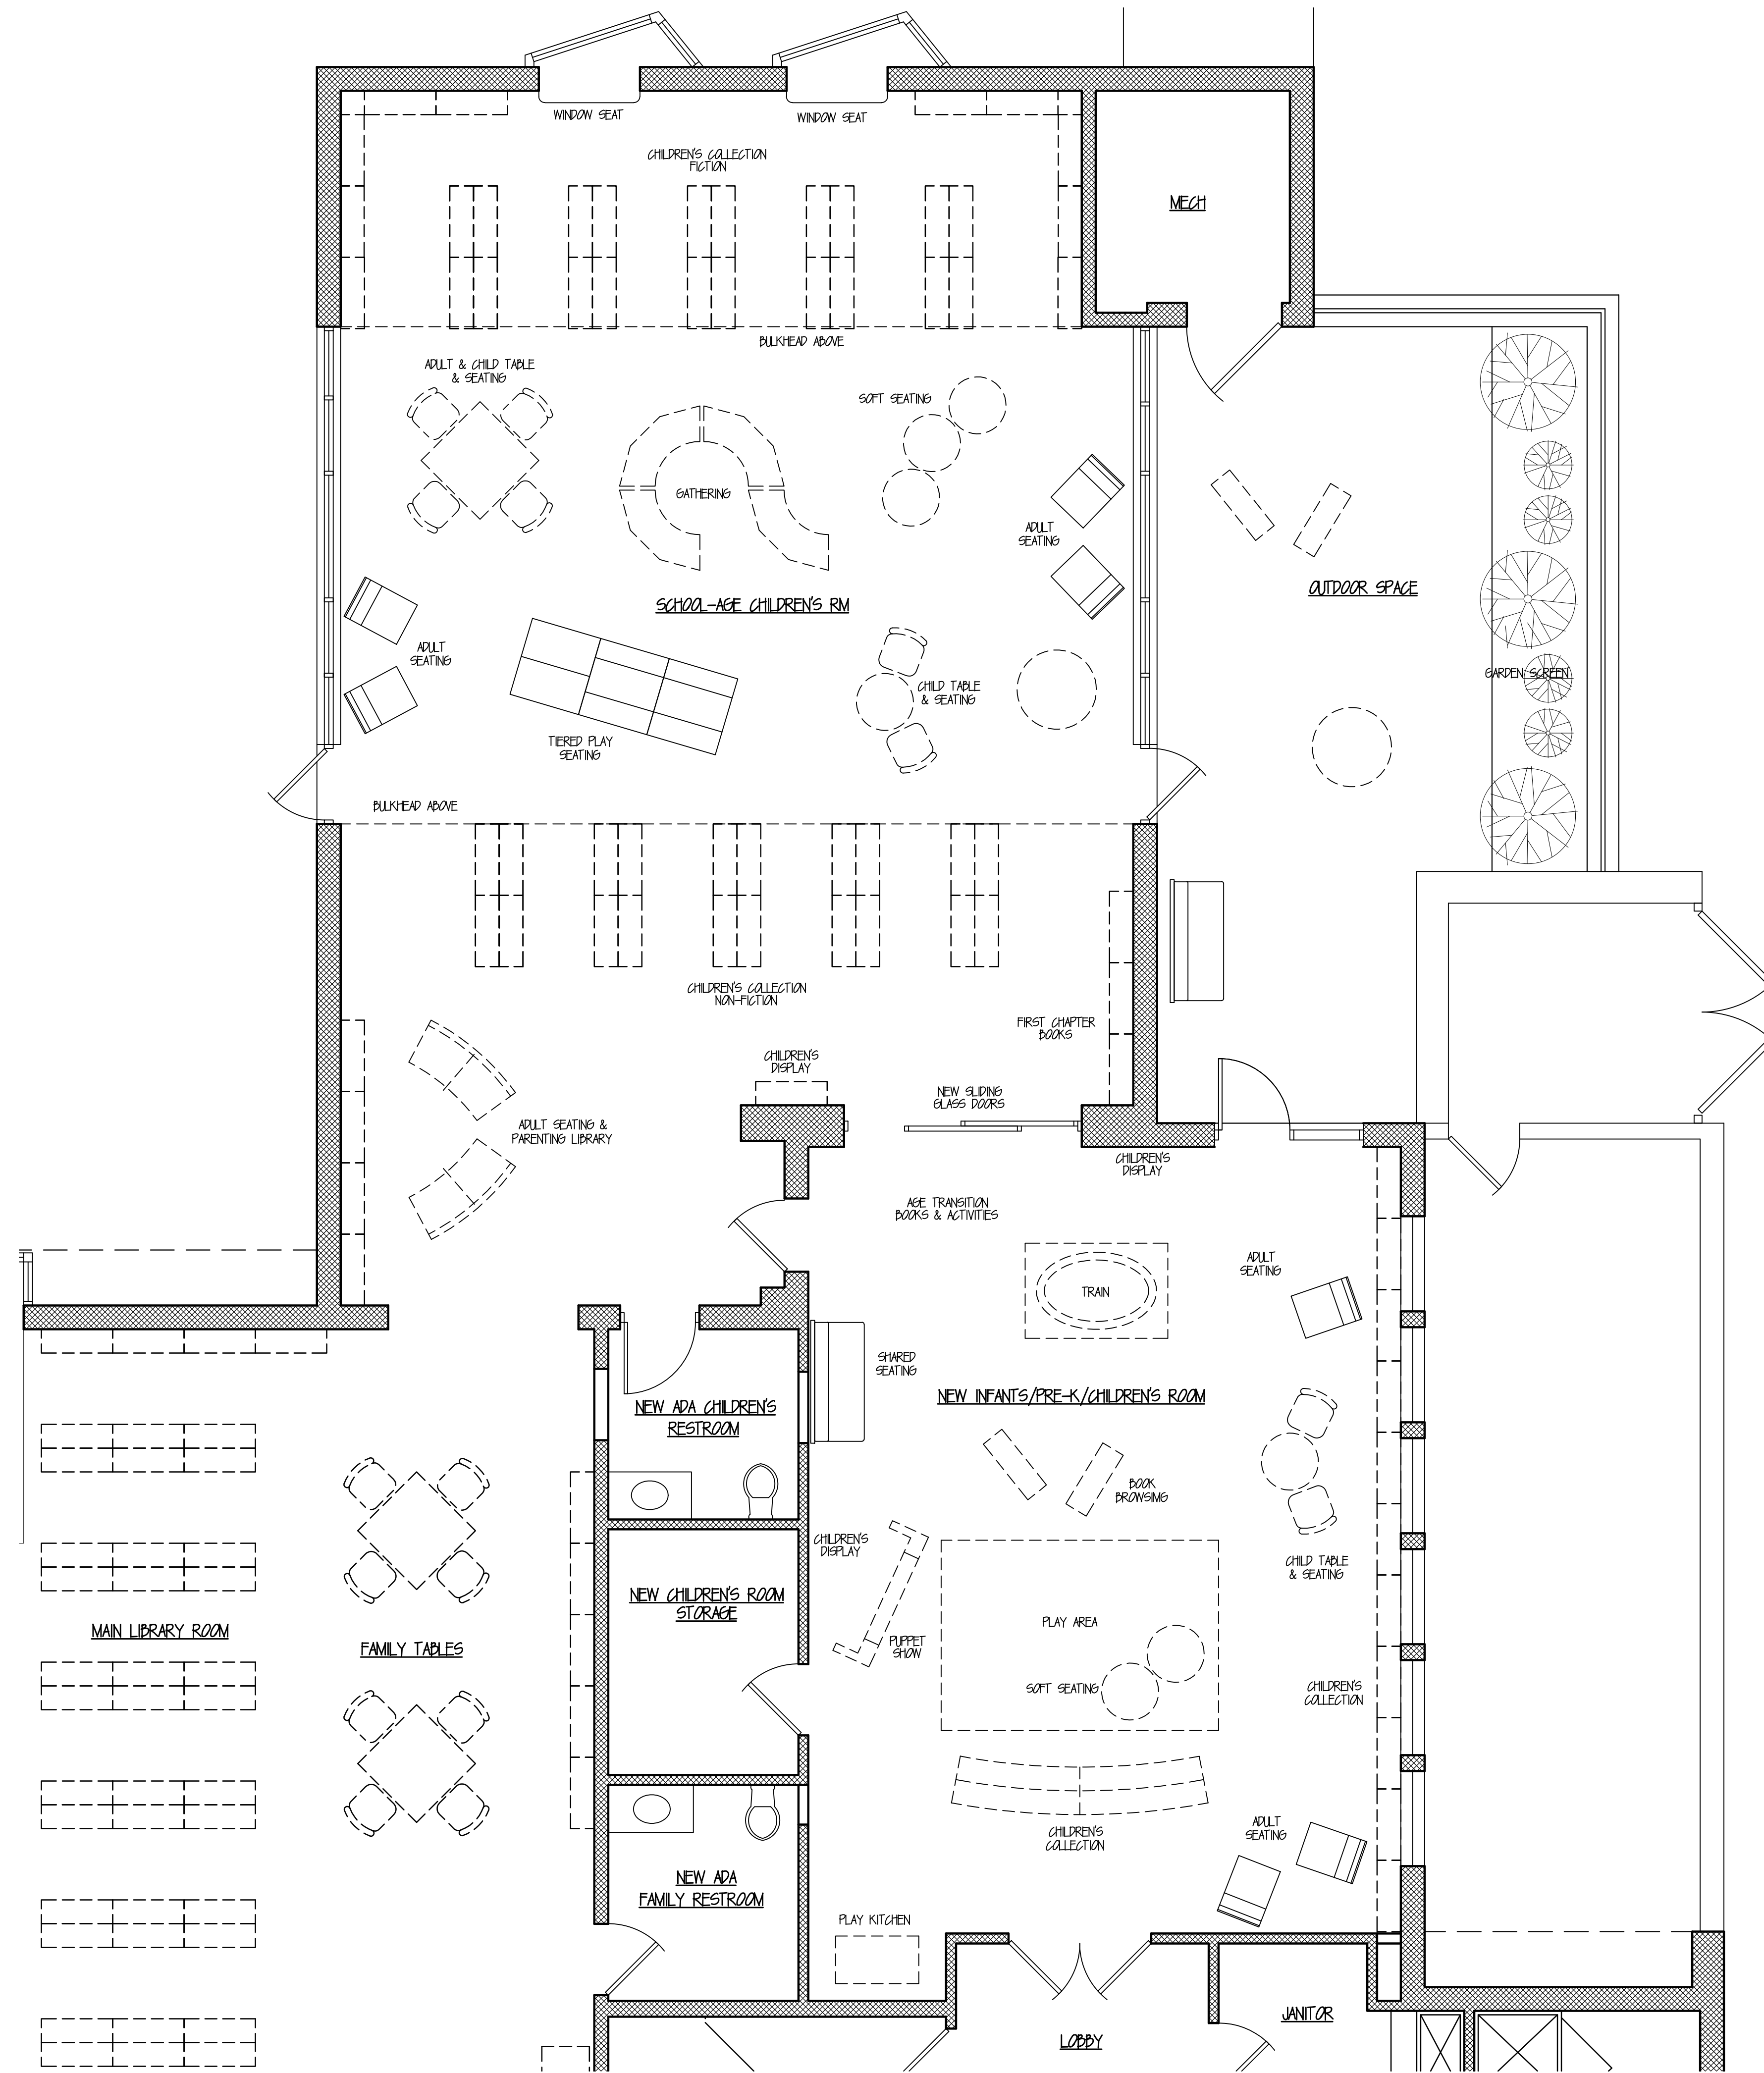 WINDOW SEAT
WINDOW SEAT
CHILDREN'S COLLECTION
FICTION
MECH
BULKHEAD ABOVE
ADULT & CHILD TABLE
& SEATING
SOFT SEATING
GATHERING
ADULT
SEATING
OUTDOOR SPACE
SCHOOL-AGE CHILDREN'S RM
ADULT
SEATING
GARDEN SCREEN
CHILD TABLE
& SEATING
TIERED PLAY
SEATING
BULKHEAD ABOVE
CHILDREN'S COLLECTION
NON-FICTION
FIRST CHAPTER
BOOKS
CHILDREN'S
DISPLAY
NEW SLIDING
GLASS DOORS
ADULT SEATING &
PARENTING LIBRARY
CHILDREN'S
DISPLAY
AGE TRANSITION
BOOKS & ACTIVITIES
ADULT
SEATING
TRAIN
SHARED
SEATING
NEW INFANTS/PRE-K/CHILDREN'S ROOM
NEW ADA CHILDREN'S
RESTROOM
BOOK
BROWSIMG
CHILDREN'S
DISPLAY
CHILD TABLE
& SEATING
NEW CHILDREN'S ROOM
STORAGE
PLAY AREA
MAIN LIBRARY ROOM
FAMILY TABLES
PUPPET
SHOW
SOFT SEATING
CHILDREN'S
COLLECTION
CHILDREN'S
COLLECTION
ADULT
SEATING
NEW ADA
FAMILY RESTROOM
PLAY KITCHEN
LOBBY
JANITOR